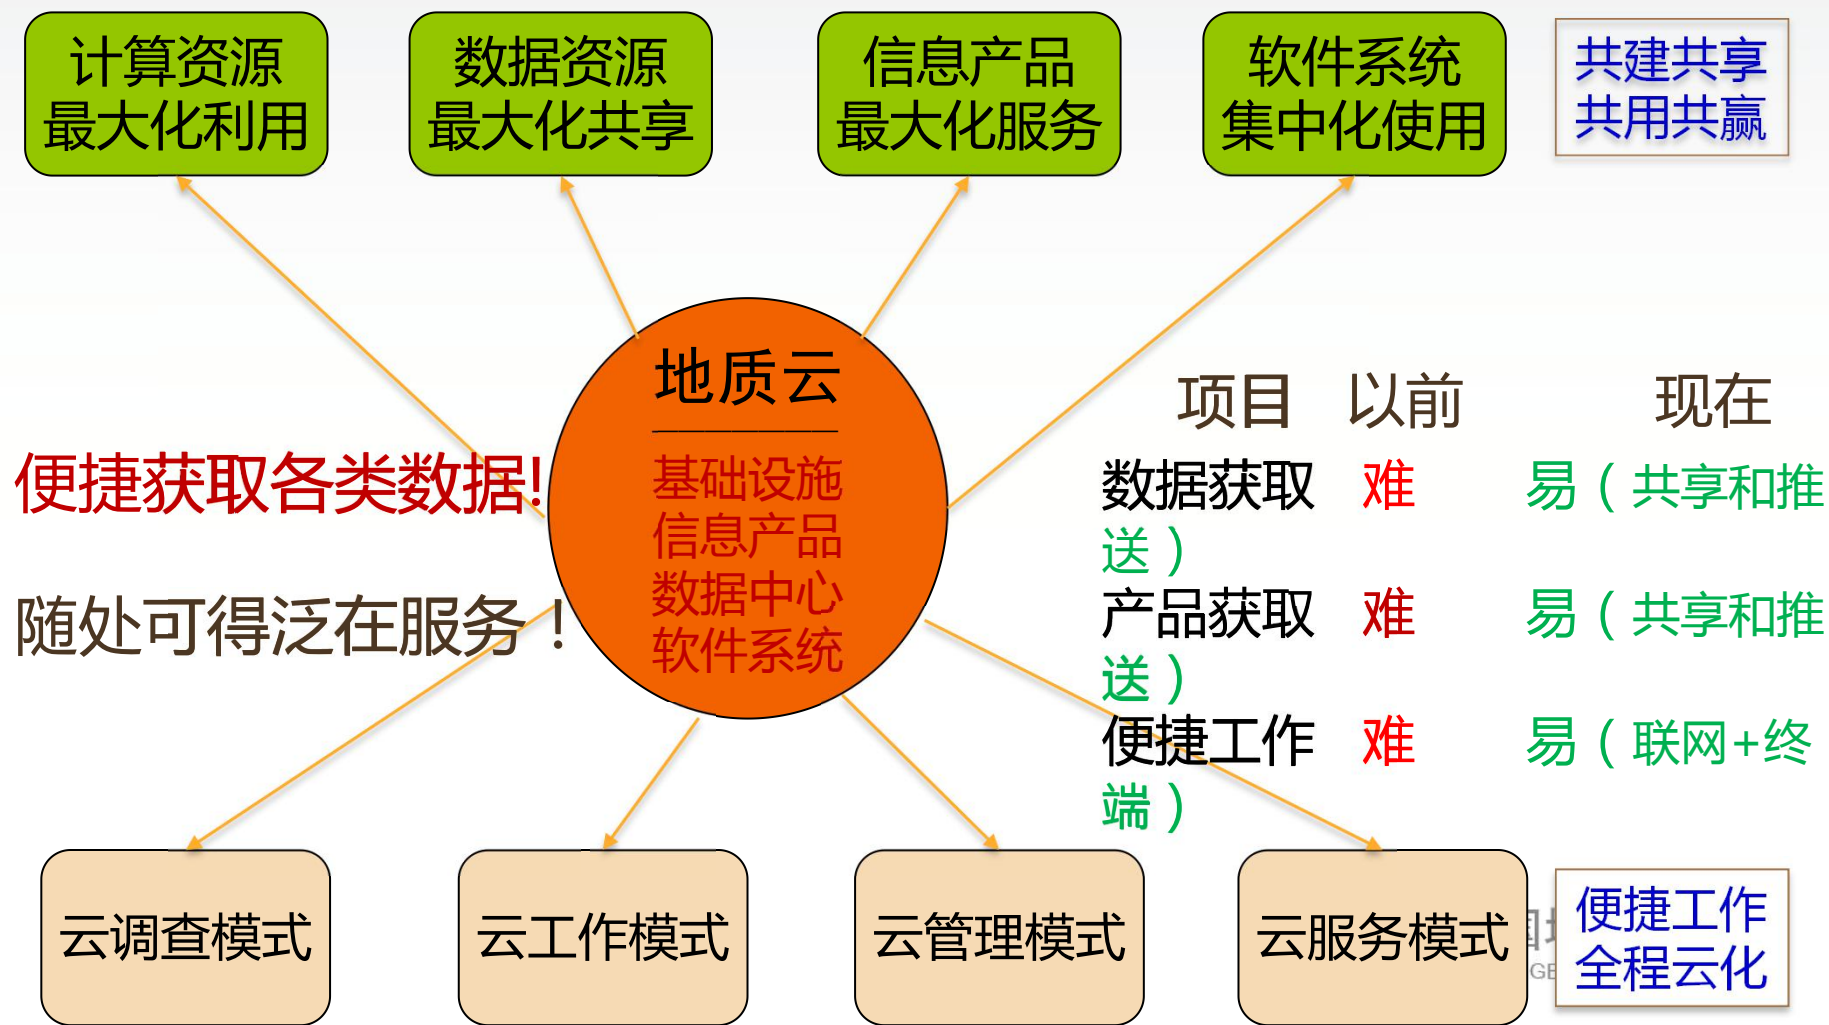 计算资源
最大化利用
数据资源
最大化共享
信息产品
最大化服务
软件系统
集中化使用
共建共享
共用共赢
地质云
基础设施
信息产品
数据中心
软件系统
便捷获取各类数据!
随处可得泛在服务！
项目 以前 现在
数据获取 难 易（共享和推
送）
产品获取 难 易（共享和推
送）
便捷工作 难 易（联网+终
端）
云调查模式
云工作模式
云管理模式
云服务模式
便捷工作
全程云化